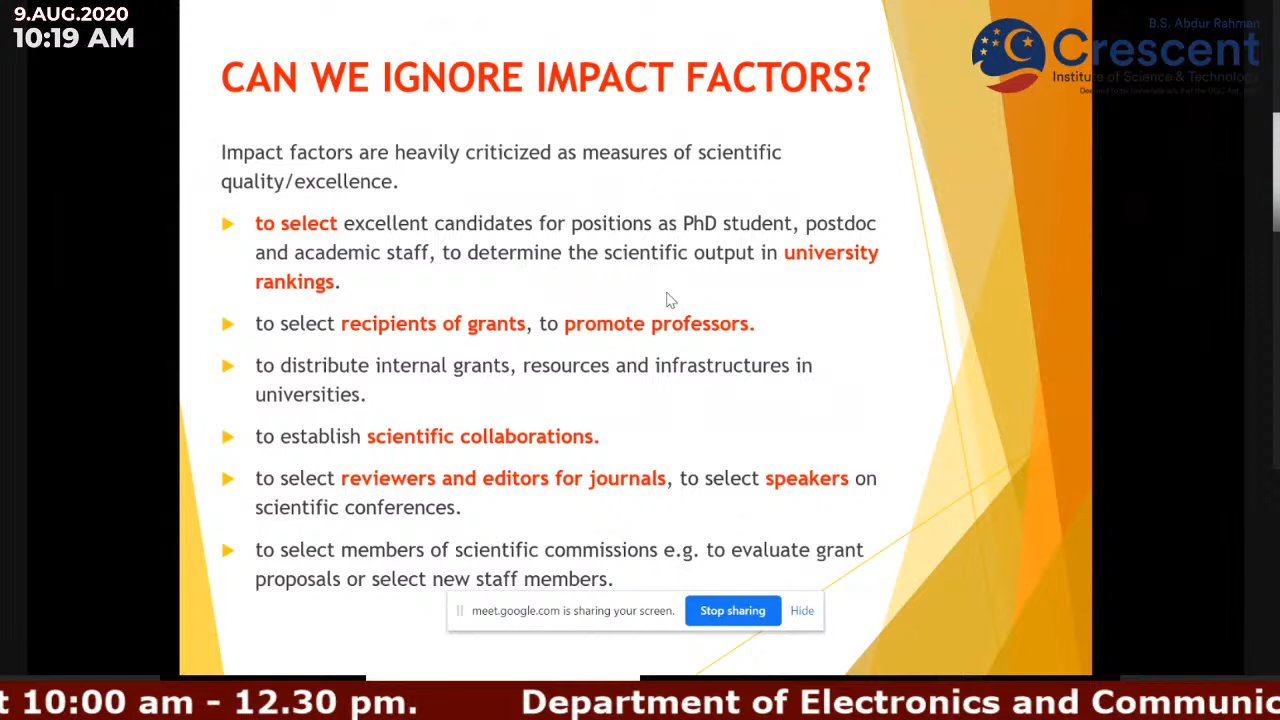 9.AUG.2020
10:19 AM
B.S. Abdur Rahman
Crescent
Institute of Science & Technology
CAN WE IGNORE IMPACT FACTORS?
Impact factors are heavily criticized as measures of scientific
quality/excellence.
to select excellent candidates for positions as PhD student, postdoc
and academic staff, to determine the scientific output in university
rankings.
to select recipients of grants, to promote professors.
to distribute internal grants, resources and infrastructures in
universities.
to establish scientific collaborations.
to select reviewers and editors for journals, to select speakers on
scientific conferences.
to select members of scientific commissions e.g. to evaluate grant
proposals or select new staff members.
meet.google.com is sharing your screen. Stop sharing Hide
t 10:00 am - 12.30 pm. Department of Electronics and Communic